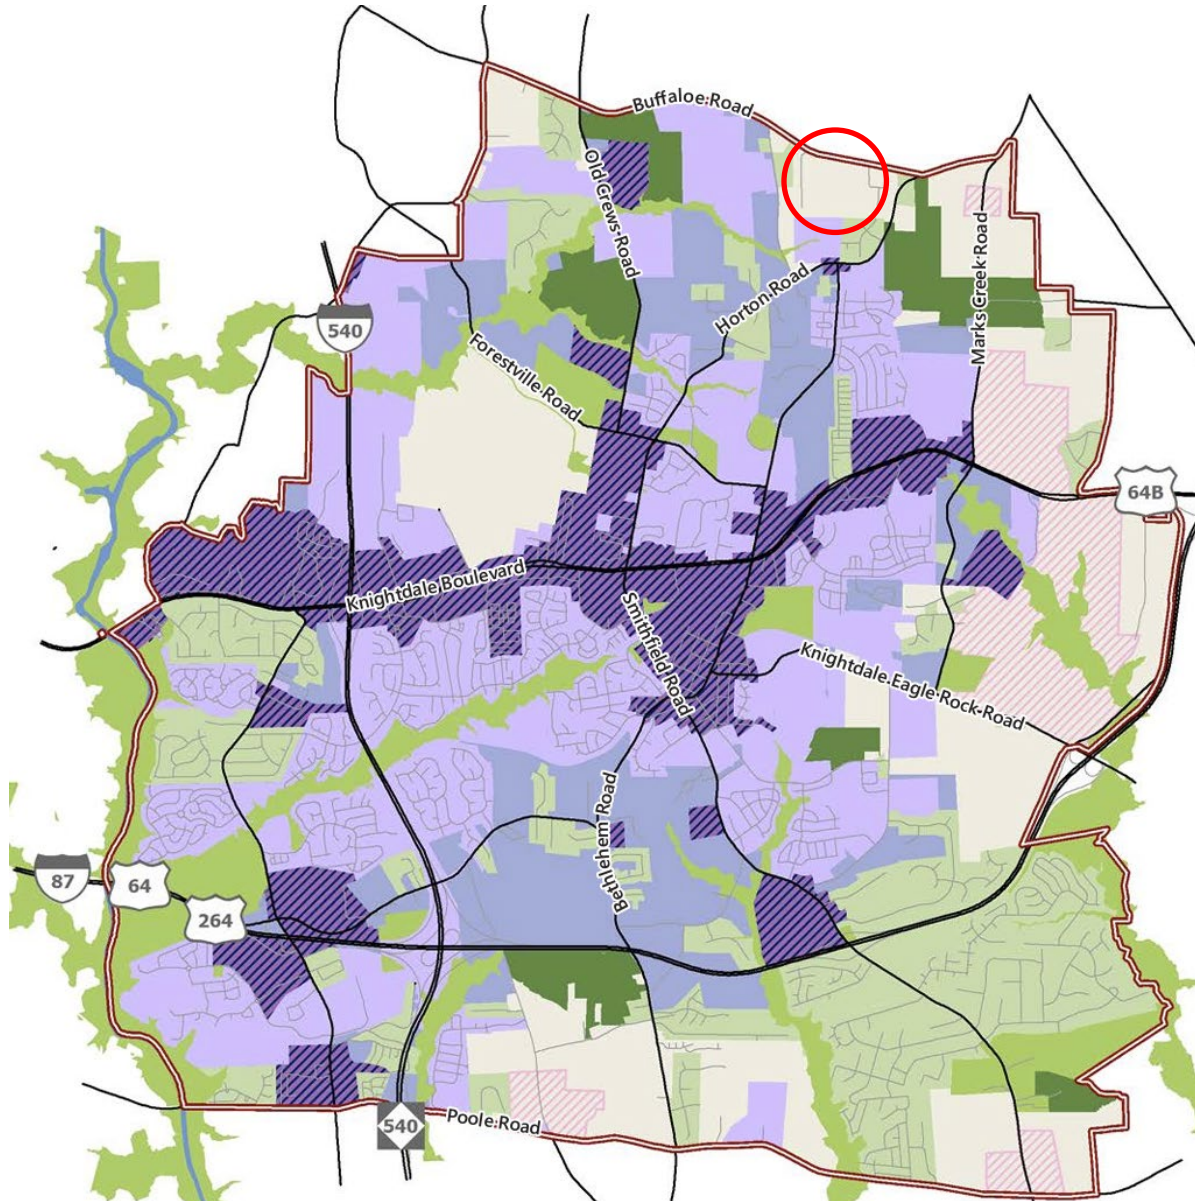 Buffaloe Road
Old Crews Road
Marks Creek Road
Horton Road
540
Forestville Road
64B
Knightdale Boulevard
Smithfield Road
Knightdale Eagle Rock Road
Bethlehem Road
87
64
264
540
Poole Road